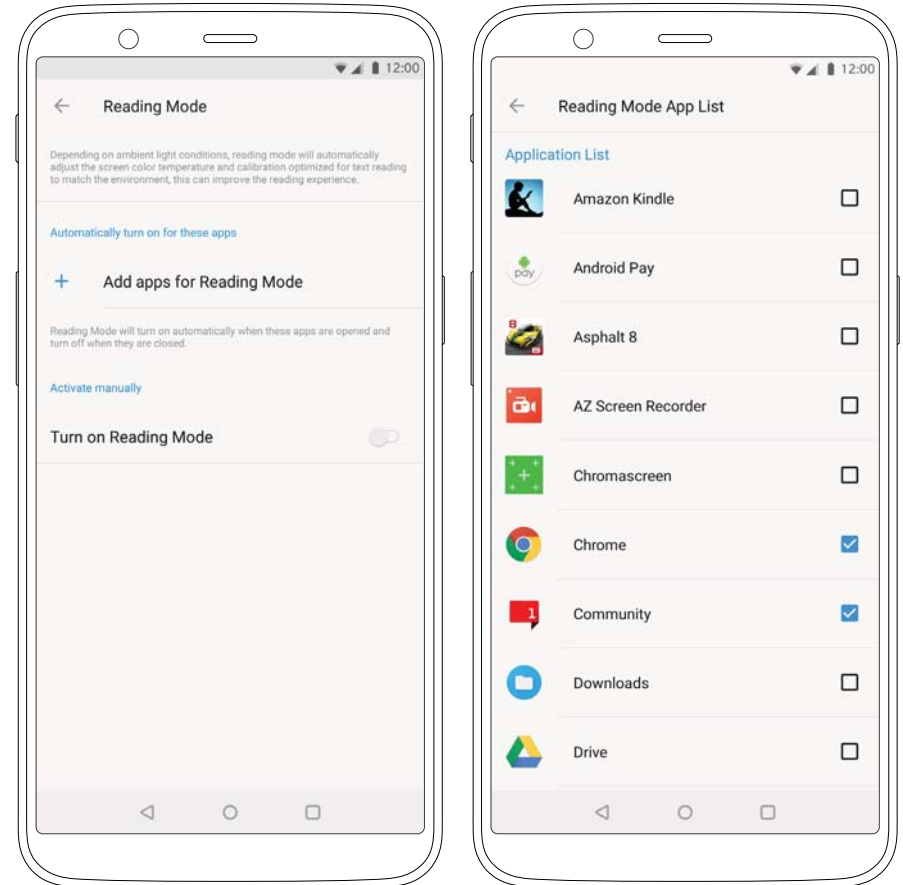 12:00
Reading Mode
Depending on ambient light conditions, reading mode will automatically
adjust the screen color temperature and calibration optimized for text reading
to match the environment, this can improve the reading experience.
Automatically turn on for these apps
+ Add apps for Reading Mode
Reading Mode will turn on automatically when these apps are opened and
turn off when they are closed.
Activate manually
Turn on Reading Mode
12:00
Reading Mode App List
Application List
Amazon Kindle
pay
Android Pay
8
Asphalt 8
AZ Screen Recorder
Chromascreen
Chrome
1
Community
Downloads
Drive